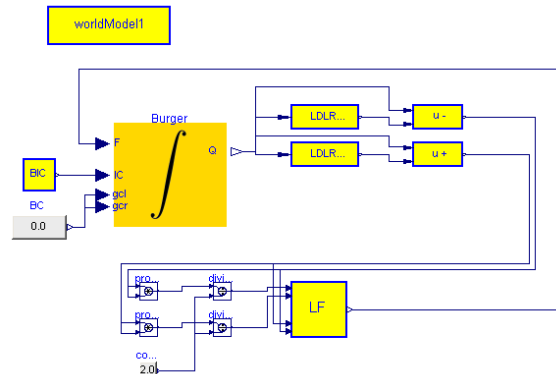 worldModel1
Burger
F
Q
IC
gcl
gcr
BIC
BC
0.0
LDLR...
u -
LDLR...
u +
pro...
divi...
pro...
divi...
LF
co...
2.0